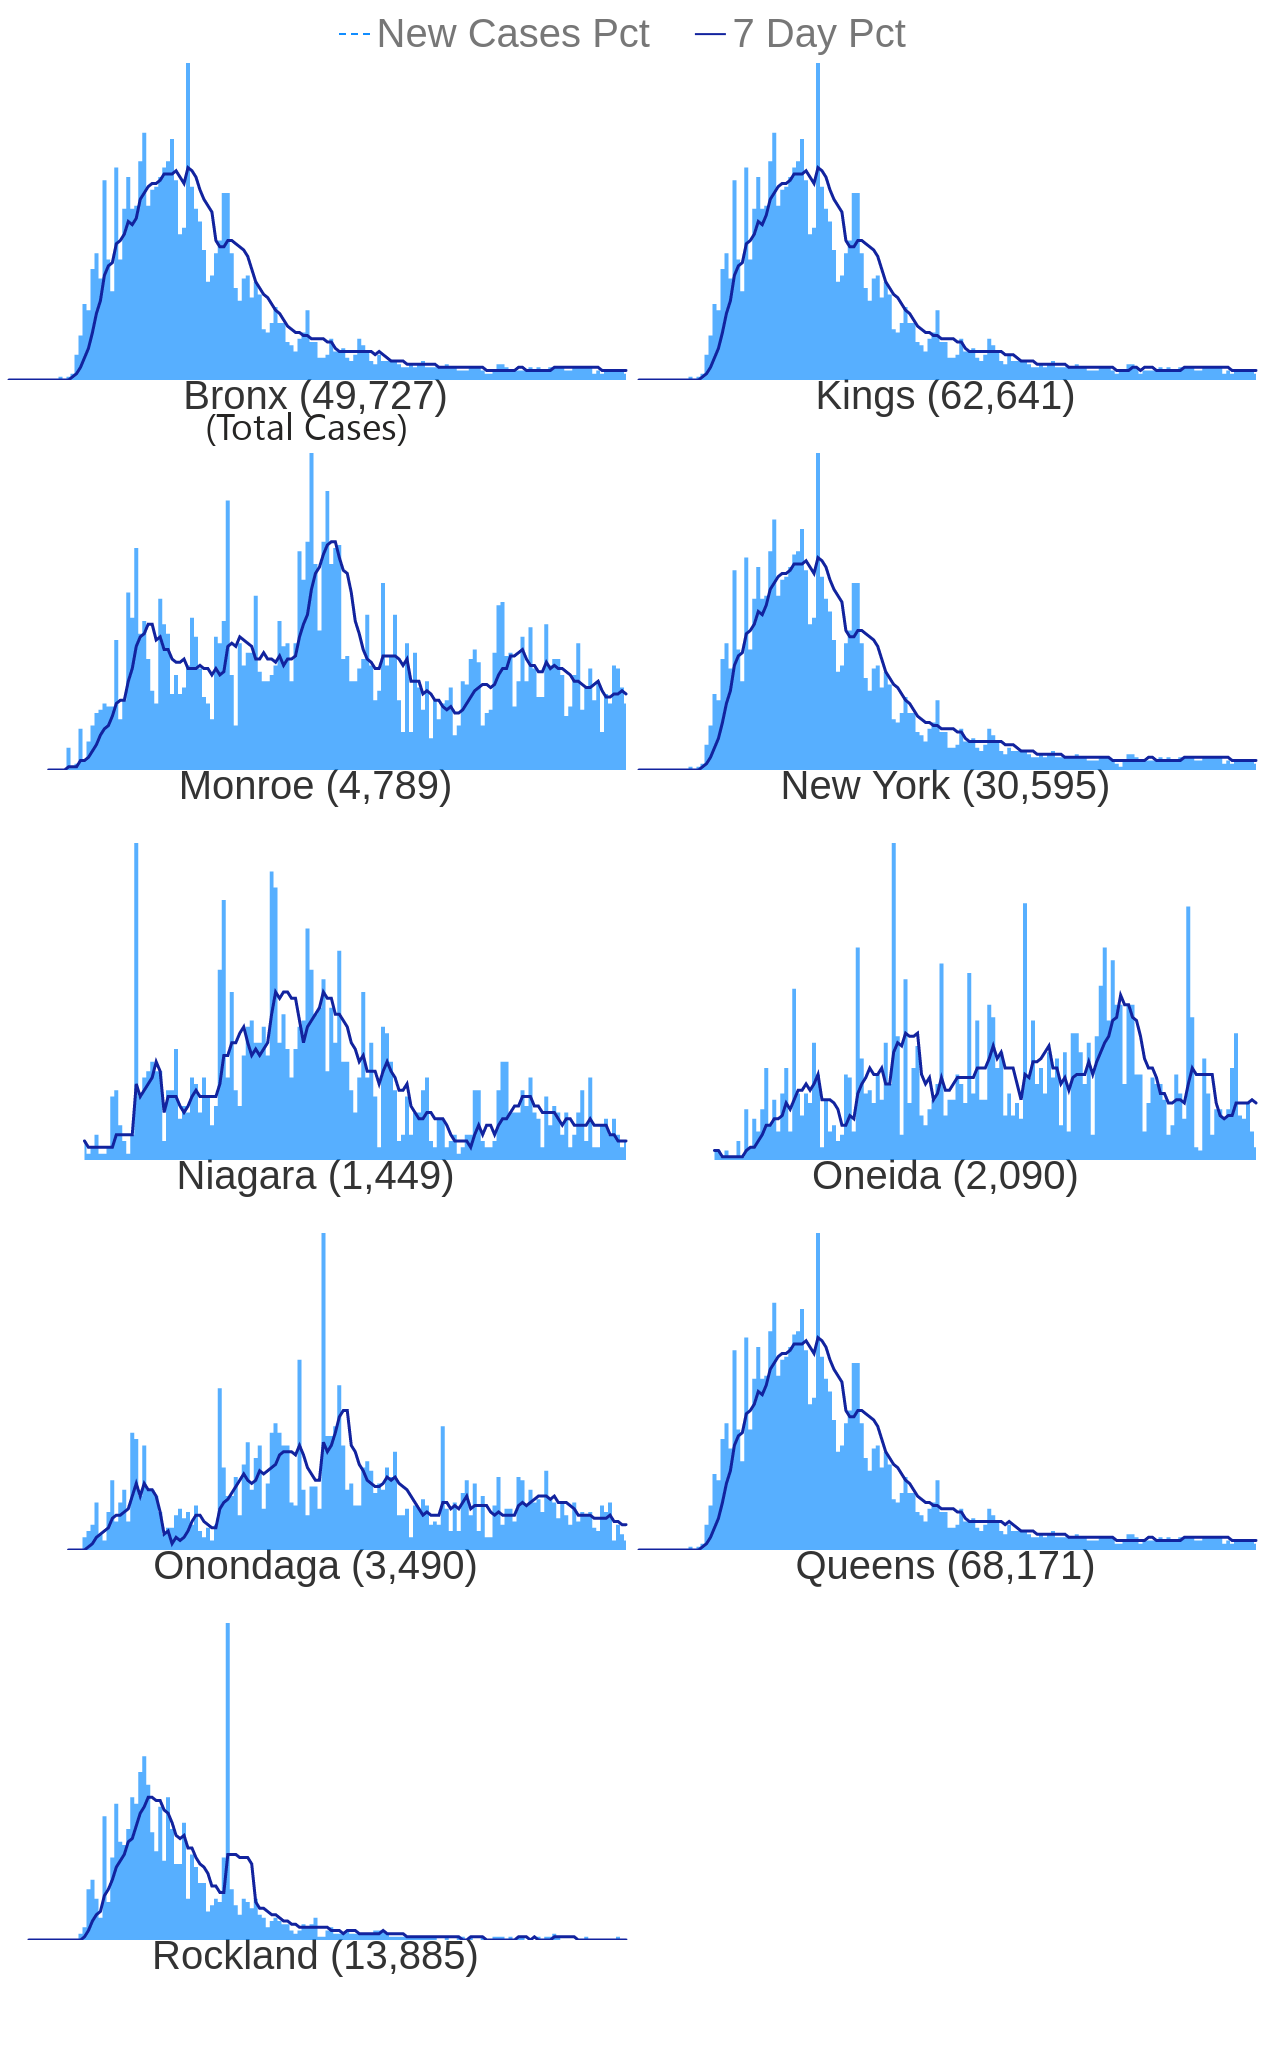 New Cases Pct 7 Day Pct
Bronx (49,727) Kings (62,641)
(Total Cases)
Monroe (4,789) New York (30,595)
Niagara (1,449) Oneida (2,090)
Onondaga (3,490) Queens (68,171)
Rockland (13,885)